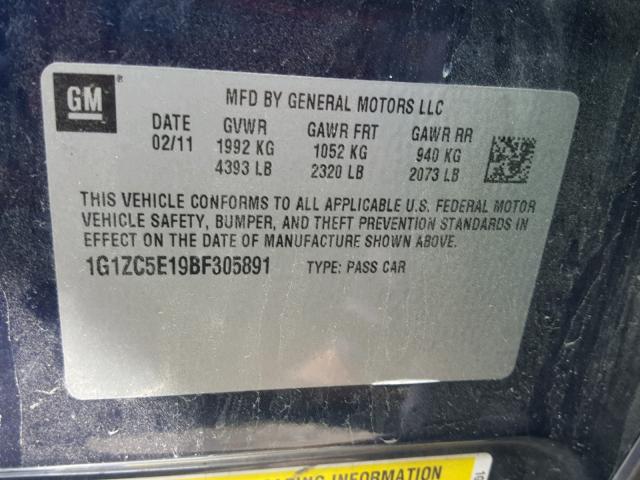 GM
MFD BY GENERAL MOTORS LLC
DATE GVWR GAWR FRT GAWR RR
02/11 1992 KG 1052 KG 940 KG
4393 LB 2320 LB 2073 LB
THIS VEHICLE CONFORMS TO ALL APPLICABLE U.S. FEDERAL MOTOR
VEHICLE SAFETY, BUMPER, AND THEFT PREVENTION STANDARDS IN
EFFECT ON THE DATE OF MANUFACTURE SHOWN ABOVE.
1G1ZC5E19BF305891 TYPE: PASS CAR
LOADING INFORMATION